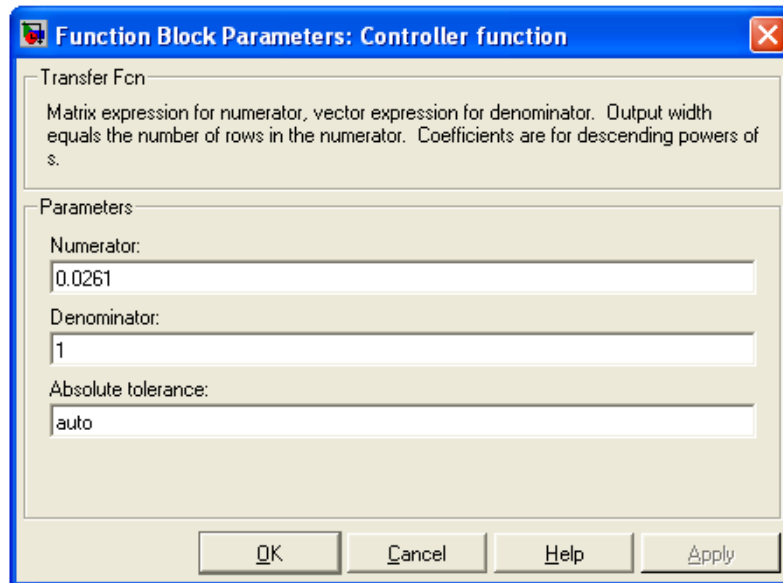 Function Block Parameters: Controller function
Transfer Fcn
Matrix expression for numerator, vector expression for denominator.  Output width
equals the number of rows in the numerator.  Coefficients are for descending powers of
s.
Parameters
Numerator:
0.0261
Denominator:
1
Absolute tolerance:
auto
OK Cancel Help Apply